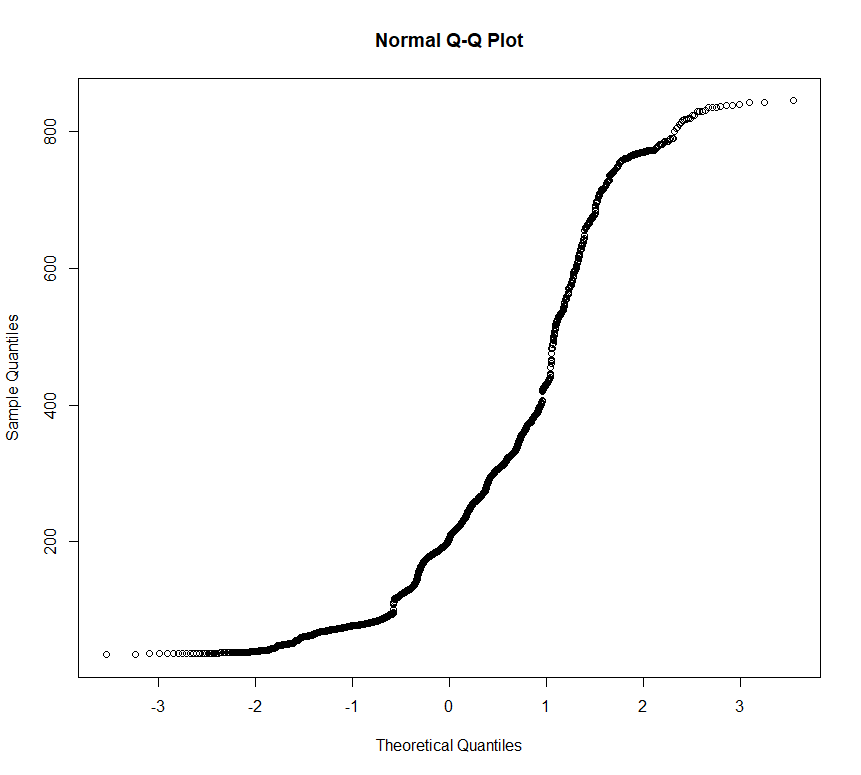 Normal Q-Q Plot
Sample Quantiles
800
600
400
200
-3 -2 -1 0 1 2 3
Theoretical Quantiles